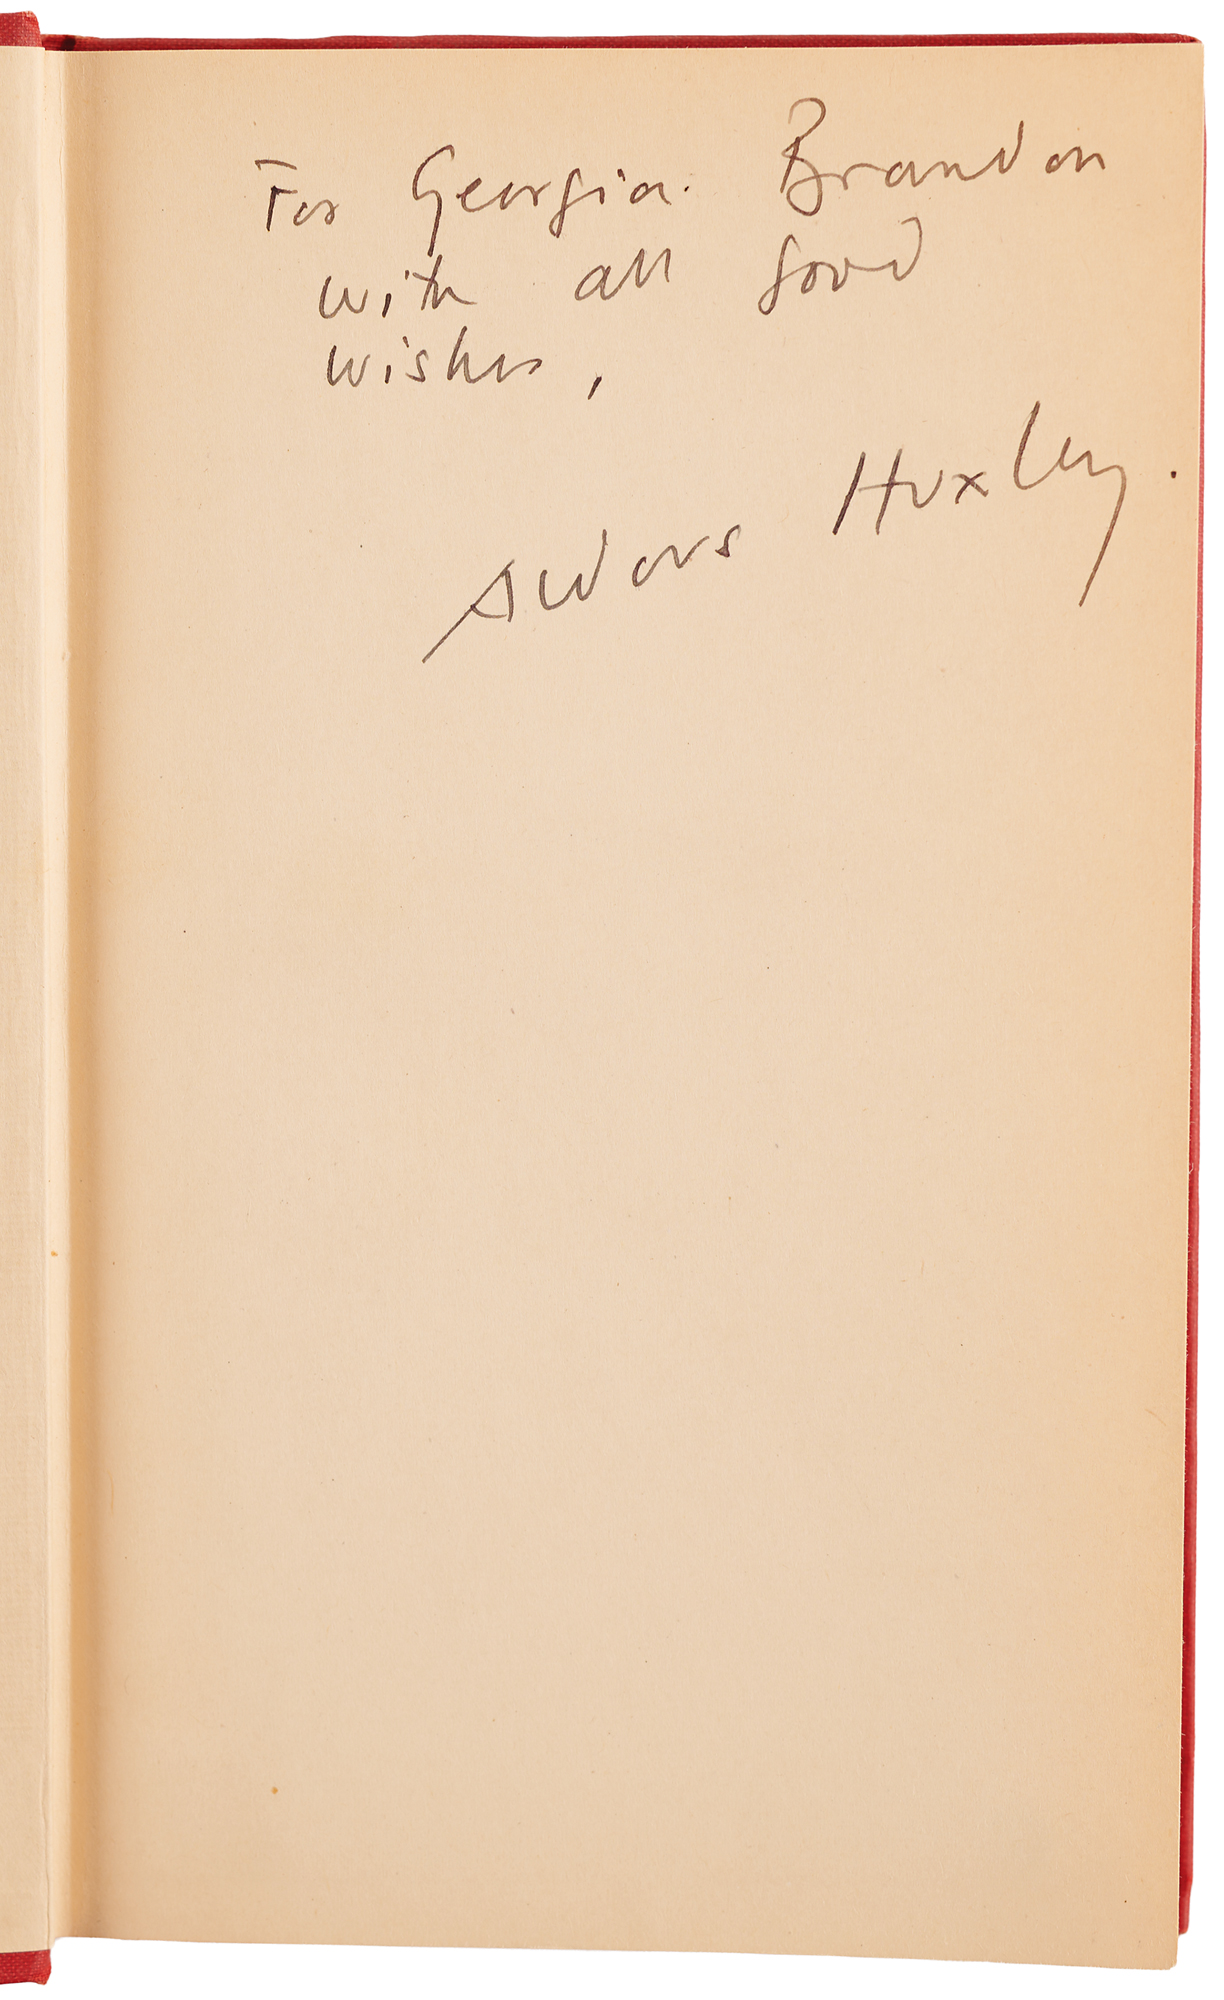 For Georgia Brandon
with all good
wishes,
Aldous Huxley.